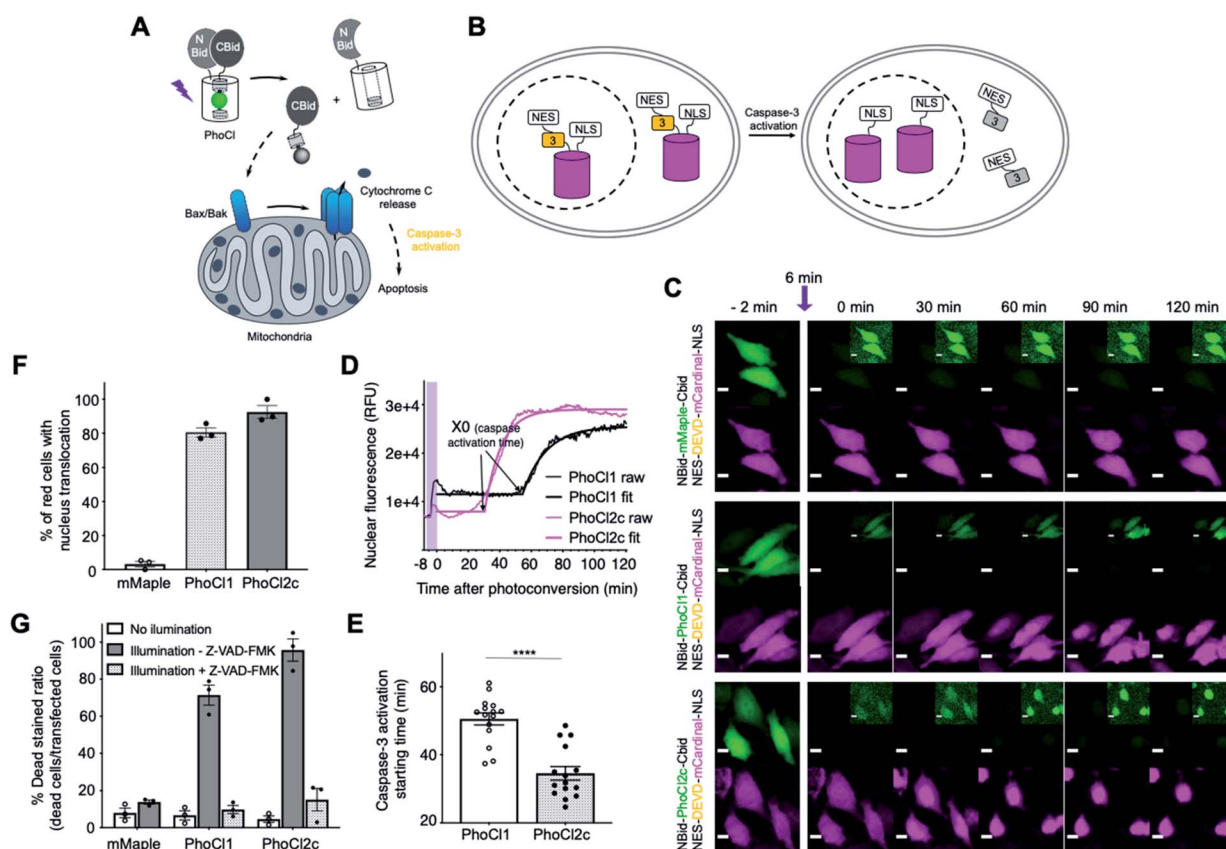 A
N
Bid
CBid
PhoCl
CBid
+
Bax/Bak
Cytochrome C
release
Caspase-3
activation
Apoptosis
Mitochondria
B
NES
3
NLS
NES
3
NLS
Caspase-3
activation
NLS
NLS
NES
3
NES
3
C
6 min
- 2 min
0 min
30 min
60 min
90 min
120 min
NBid-mMaple-Cbid
NES-DEVD-mCardinal-NLS
NBid-PhoCl1-Cbid
NES-DEVD-mCardinal-NLS
NBid-PhoCl2c-Cbid
NES-DEVD-mCardinal-NLS
F
% of red cells with
nucleus translocation
100
80
60
40
20
0
mMaple
PhoCl1
PhoCl2c
D
Nuclear fluorescence (RFU)
3e+4
2e+4
1e+4
X0 (caspase
activation time)
PhoCl1 raw
PhoCl1 fit
PhoCl2c raw
PhoCl2c fit
-8 0 20 40 60 80 100 120
Time after photoconversion (min)
G
% Dead stained ratio
(dead cells/transfected cells)
No ilumination
Illumination - Z-VAD-FMK
Illumination + Z-VAD-FMK
100
80
60
40
20
0
mMaple
PhoCl1
PhoCl2c
E
Caspase-3 activation
starting time (min)
****
60
40
20
PhoCl1
PhoCl2c